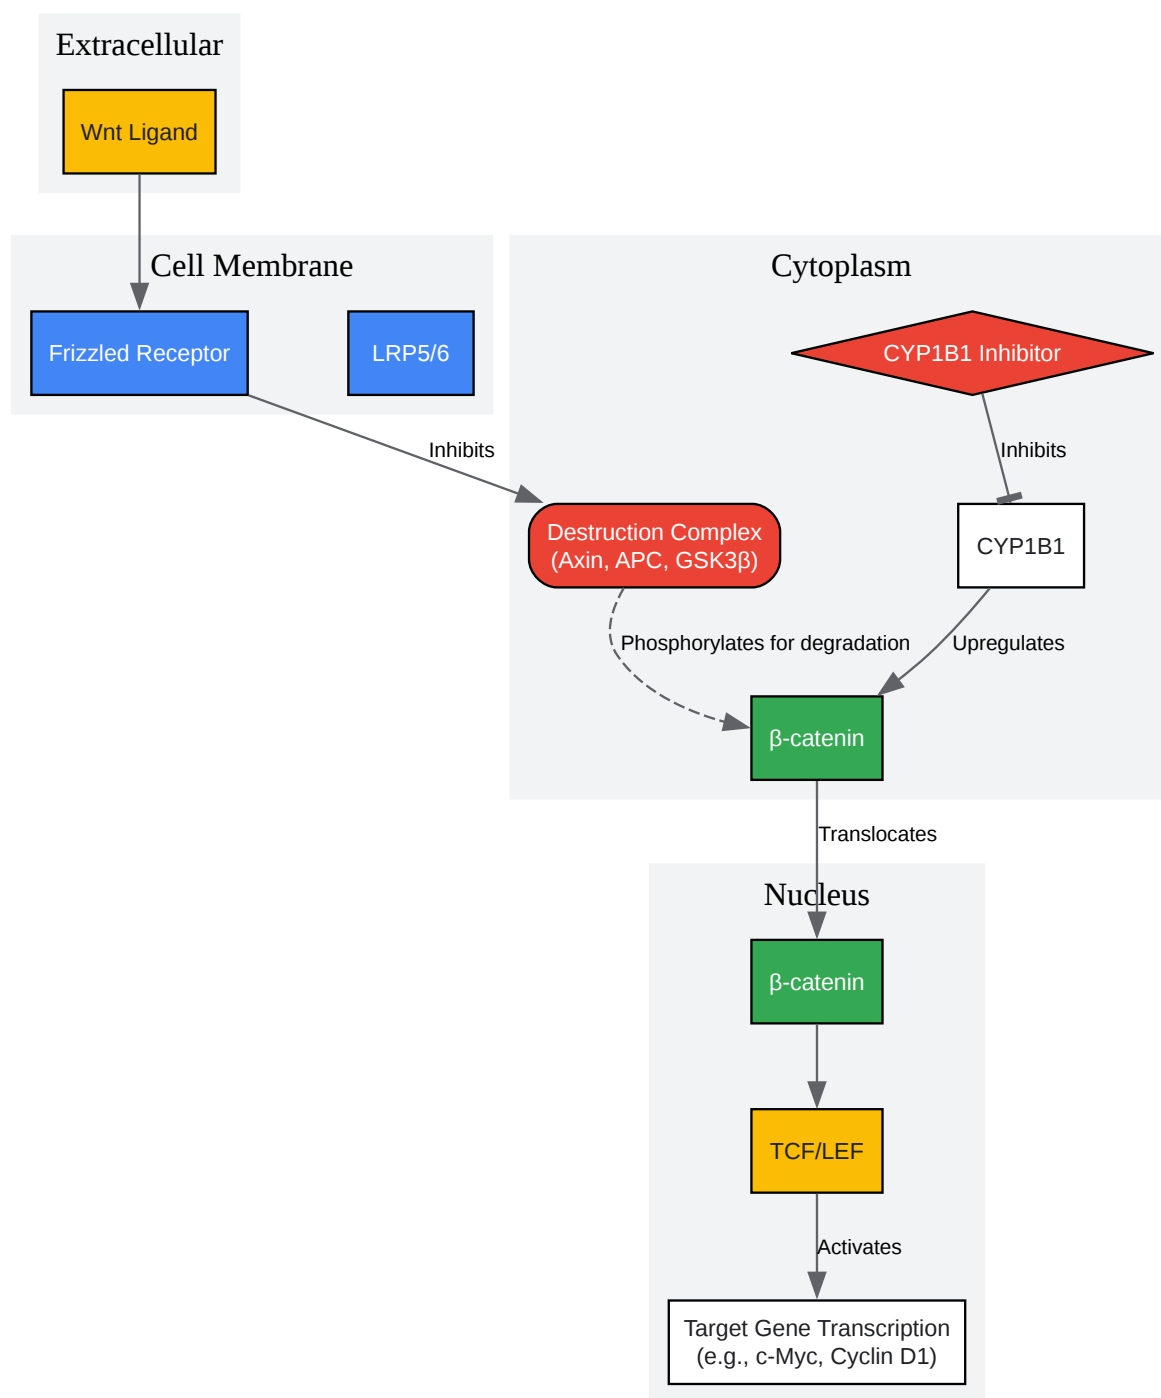 Extracellular
Wnt Ligand
Cell Membrane
Cytoplasm
Frizzled Receptor
LRP5/6
CYP1B1 Inhibitor
Inhibits
Inhibits
Destruction Complex
(Axin, APC, GSK3β)
CYP1B1
Phosphorylates for degradation
Upregulates
β-catenin
Translocates
Nucleus
β-catenin
TCF/LEF
Activates
Target Gene Transcription
(e.g., c-Myc, Cyclin D1)